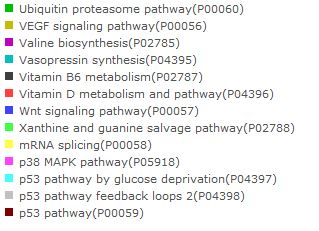 Ubiquitin proteasome pathway(P00060)
VEGF signaling pathway(P00056)
Valine biosynthesis(P02785)
Vasopressin synthesis(P04395)
Vitamin B6 metabolism(P02787)
Vitamin D metabolism and pathway(P04396)
Wnt signaling pathway(P00057)
Xanthine and guanine salvage pathway(P02788)
mRNA splicing(P00058)
p38 MAPK pathway(P05918)
p53 pathway by glucose deprivation(P04397)
p53 pathway feedback loops 2(P04398)
p53 pathway(P00059)